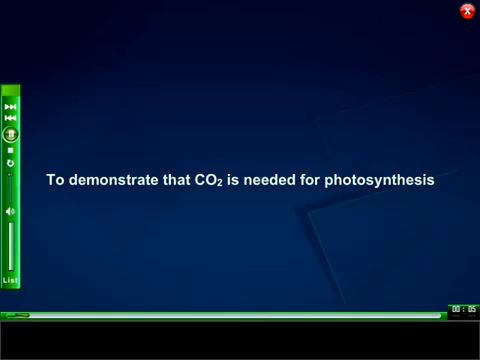 To demonstrate that CO₂ is needed for photosynthesis
List
00 : 05